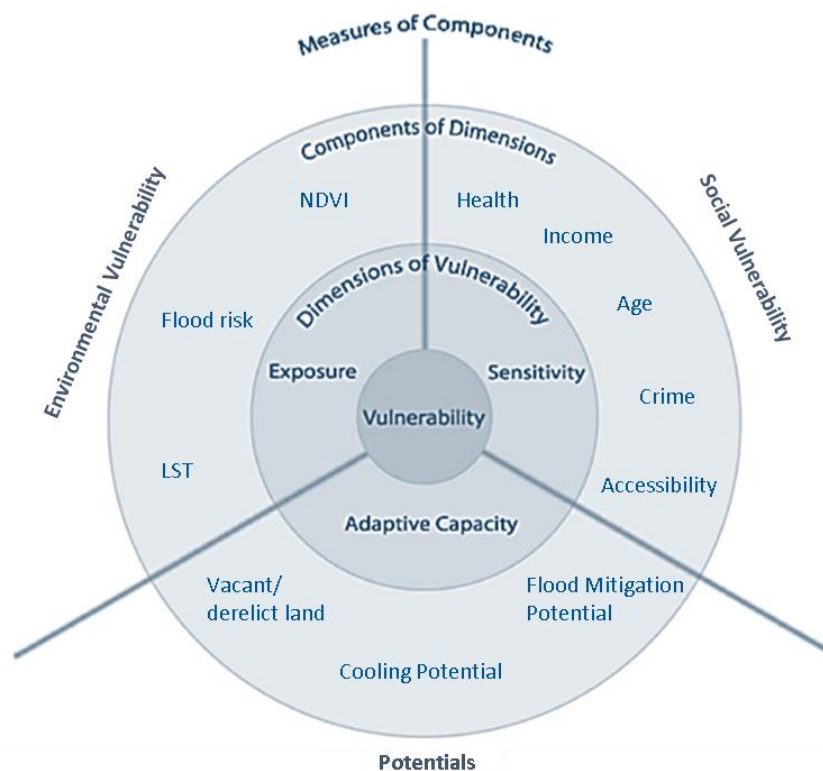 Measures of Components
Components of Dimensions
NDVI
Health
Income
Environmental Vulnerability
Social Vulnerability
Dimensions of Vulnerability
Flood risk
Age
Exposure
Sensitivity
Crime
Vulnerability
LST
Accessibility
Adaptive Capacity
Vacant/
derelict land
Flood Mitigation
Potential
Cooling Potential
Potentials